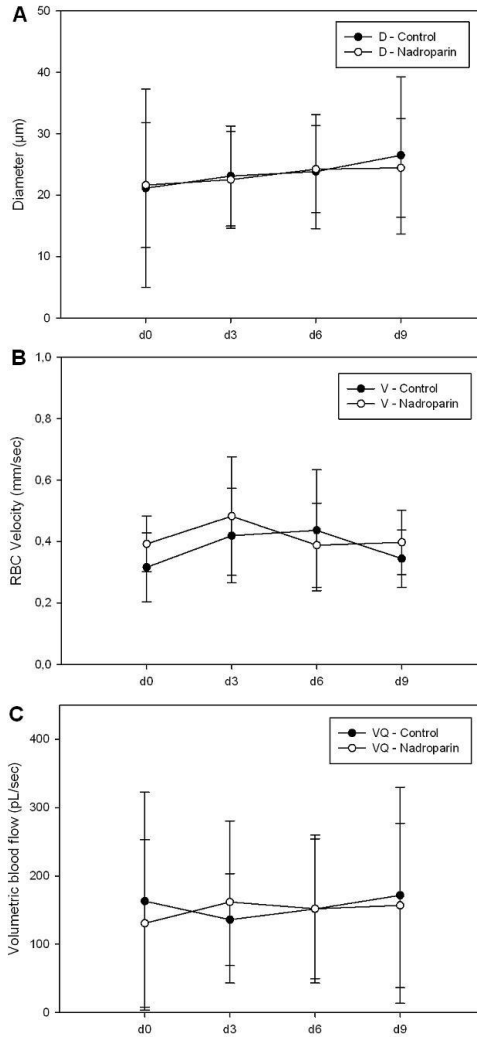 A
50
D - Control
D - Nadroparin
40
30
20
10
0
Diameter (µm)
d0 d3 d6 d9
B
1,0
V - Control
V - Nadroparin
0,8
0,6
0,4
0,2
0,0
RBC Velocity (mm/sec)
d0 d3 d6 d9
C
VQ - Control
VQ - Nadroparin
400
300
200
100
0
Volumetric blood flow (pL/sec)
d0 d3 d6 d9